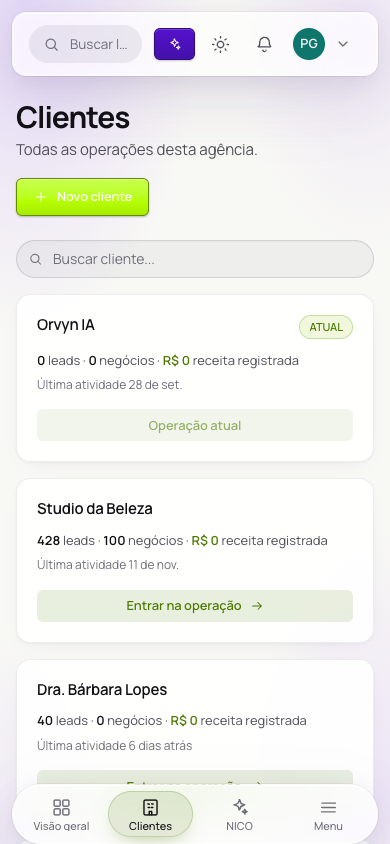 Buscar l...
PG
Clientes
Todas as operações desta agência.
Novo cliente
Buscar cliente...
Orvyn IA
ATUAL
0 leads · 0 negócios · R$ 0 receita registrada
Última atividade 28 de set.
Operação atual
Studio da Beleza
428 leads · 100 negócios · R$ 0 receita registrada
Última atividade 11 de nov.
Entrar na operação
Dra. Bárbara Lopes
40 leads · 0 negócios · R$ 0 receita registrada
Última atividade 6 dias atrás
Visão geral
Clientes
NICO
Menu